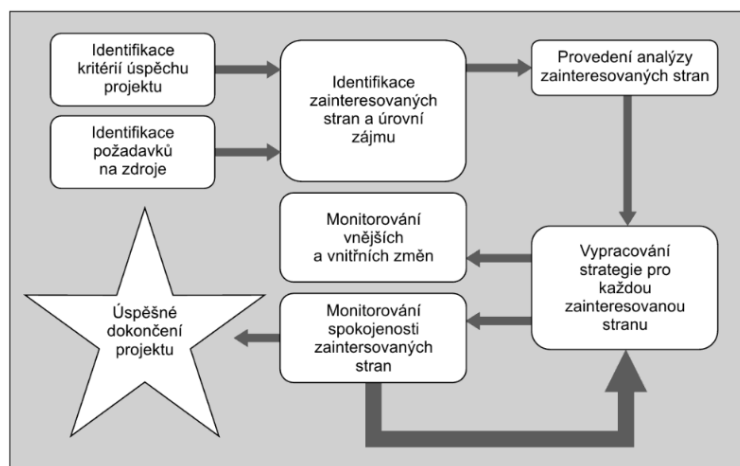 Identifikace
kritérií úspěchu
projektu
Identifikace
požadavků
na zdroje
Identifikace
zainteresovaných
stran a úrovní
zájmu
Provedení analýzy
zainteresovaných stran
Monitorování
vnějších
a vnitřních změn
Vypracování
strategie pro
každou
zainteresovanou
stranu
Monitorování
spokojenosti
zaintersovaných
stran
Úspěšné
dokončení
projektu